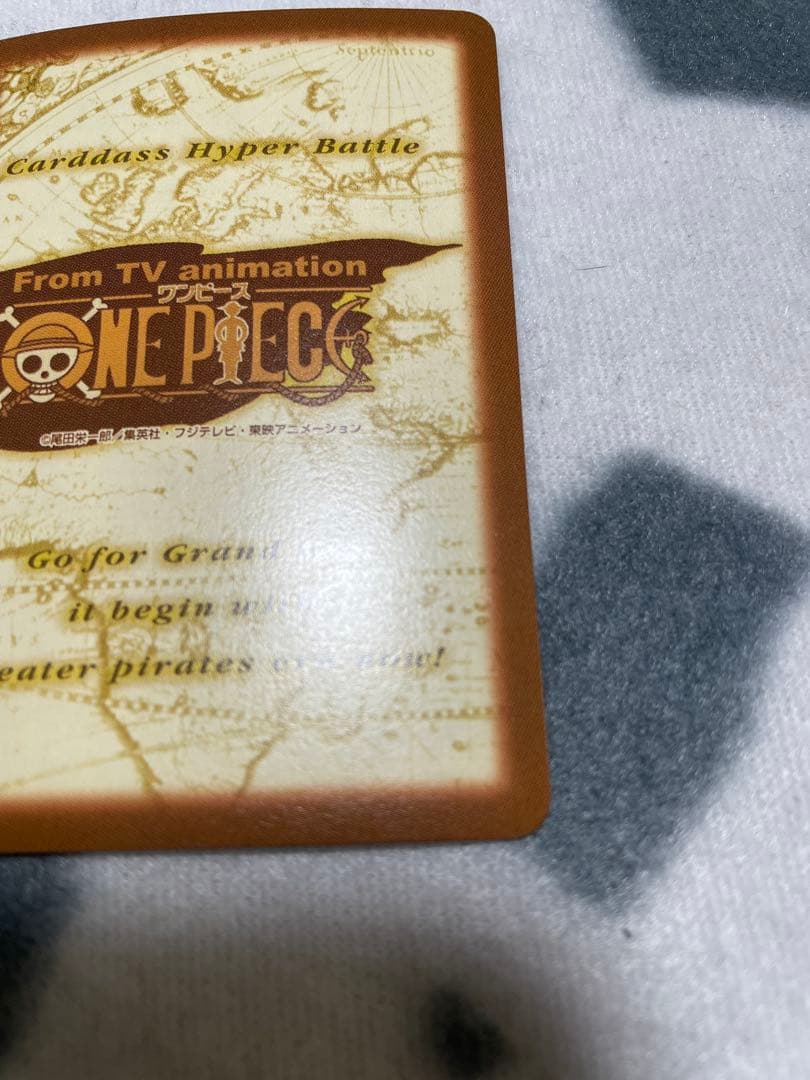 Septentrio
Carddass Hyper Battle
From TV animation
ワンピース
ONE PIECE
©尾田栄一郎／集英社・フジテレビ・東映アニメーション
Go for Grand
it begin
eater pirates now!